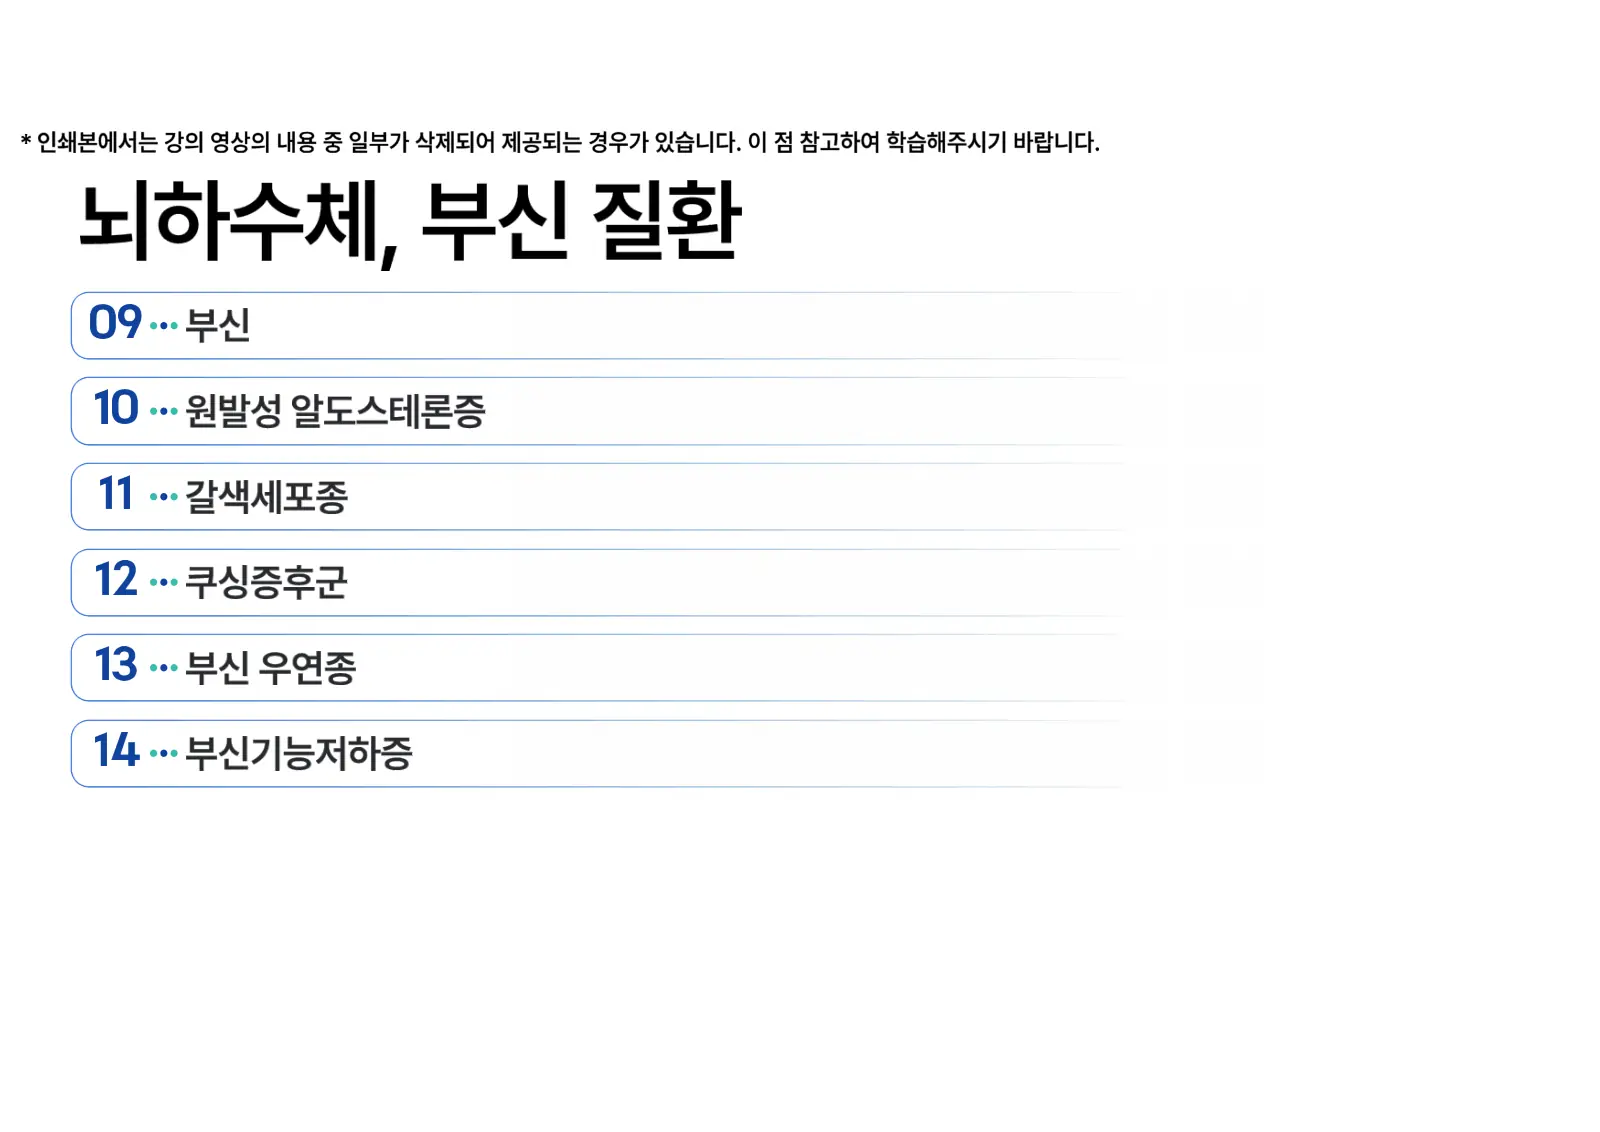 * 인쇄본에서는 강의 영상의 내용 중 일부가 삭제되어 제공되는 경우가 있습니다. 이 점 참고하여 학습해주시기 바랍니다.
뇌하수체, 부신 질환
09 ••• 부신
10 ••• 원발성 알도스테론증
11 ••• 갈색세포종
12 ••• 쿠싱증후군
13 ••• 부신 우연종
14 ••• 부신기능저하증